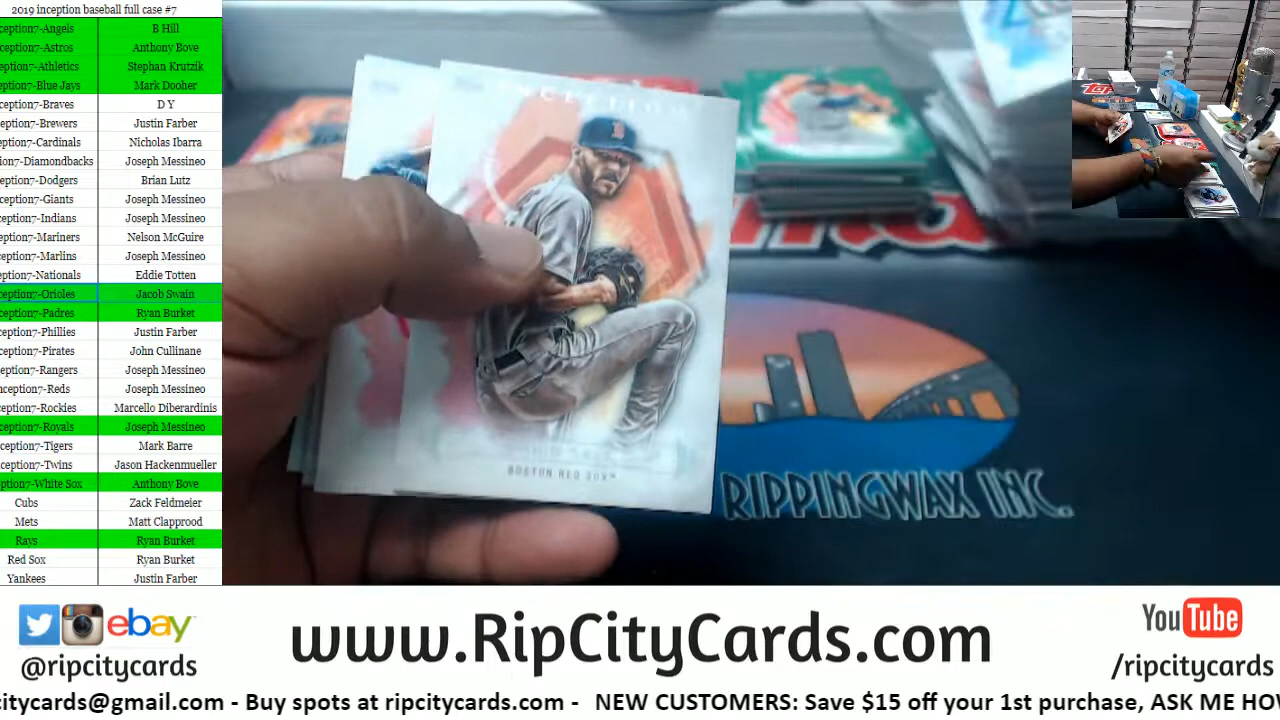 2019 inception baseball full case #7
ception7-Angels B Hill
ception7-Astros Anthony Bove
ception7-Athletics Stephan Krutzik
ception7-Blue Jays Mark Dooher
ception7-Braves D Y
ception7-Brewers Justin Farber
ception7-Cardinals Nicholas Ibarra
ion7-Diamondbacks Joseph Messineo
ception7-Dodgers Brian Lutz
ception7-Giants Joseph Messineo
ception7-Indians Joseph Messineo
ception7-Mariners Nelson McGuire
ception7-Marlins Joseph Messineo
ception7-Nationals Eddie Totten
ception7-Orioles Jacob Swain
ception7-Padres Ryan Burket
ception7-Phillies Justin Farber
ception7-Pirates John Cullinane
ception7-Rangers Joseph Messineo
nception7-Reds Joseph Messineo
ception7-Rockies Marcello Diberardinis
ception7-Royals Joseph Messineo
ception7-Tigers Mark Barre
ception7-Twins Jason Hackenmueller
ption7-White Sox Anthony Bove
Cubs Zack Feldmeier
Mets Matt Clapprood
Rays Ryan Burket
Red Sox Ryan Burket
Yankees Justin Farber
BOSTON RED SOX™
RIPPINGWAX INC.
ebay
@ripcitycards
www.RipCityCards.com
YouTube
/ripcitycards
citycards@gmail.com - Buy spots at ripcitycards.com - NEW CUSTOMERS: Save $15 off your 1st purchase, ASK ME HOW